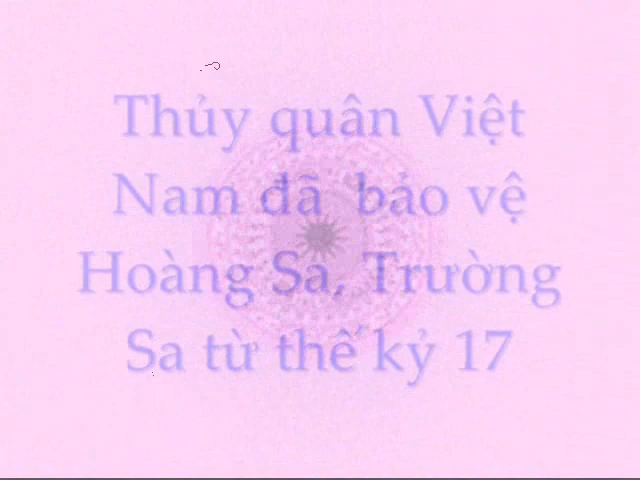 Thủy quân Việt
Nam đã bảo vệ
Hoàng Sa, Trường
Sa từ thế kỷ 17